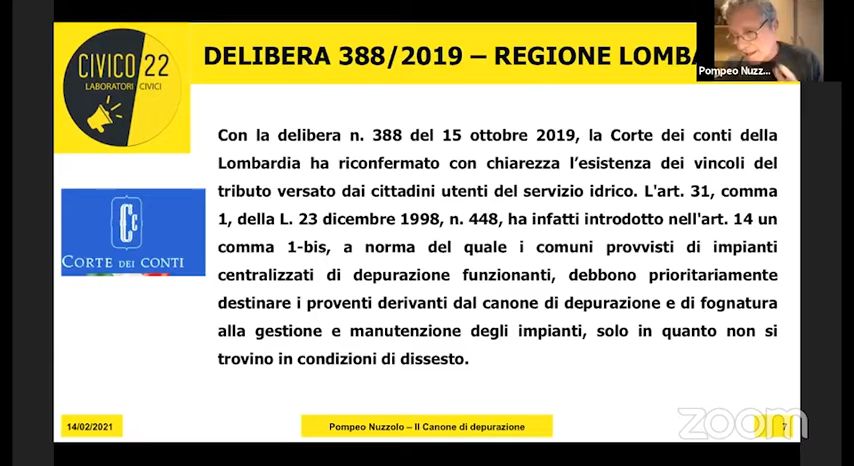 DELIBERA 388/2019 – REGIONE LOMBA
Pompeo Nuzz...
CIVICO 22
LABORATORI CIVICI
Con la delibera n. 388 del 15 ottobre 2019, la Corte dei conti della
Lombardia ha riconfermato con chiarezza l'esistenza dei vincoli del
tributo versato dai cittadini utenti del servizio idrico. L'art. 31, comma
1, della L. 23 dicembre 1998, n. 448, ha infatti introdotto nell'art. 14 un
comma 1-bis, a norma del quale i comuni provvisti di impianti
centralizzati di depurazione funzionanti, debbono prioritariamente
destinare i proventi derivanti dal canone di depurazione e di fognatura
alla gestione e manutenzione degli impianti, solo in quanto non si
trovino in condizioni di dissesto.
CORTE DEI CONTI
14/02/2021
Pompeo Nuzzolo – Il Canone di depurazione
zoom
7